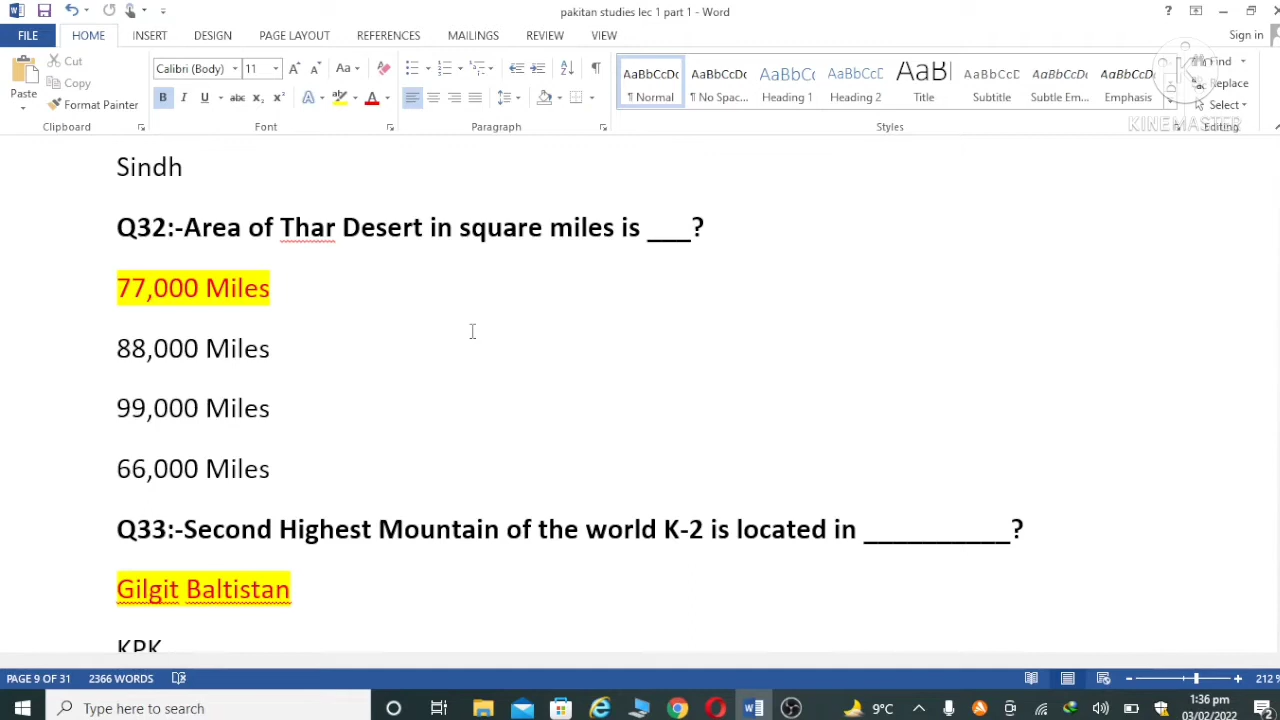 pakitan studies lec 1 part 1 - Word
Sign in
FILE HOME INSERT DESIGN PAGE LAYOUT REFERENCES MAILINGS REVIEW VIEW
Cut
Copy
Paste
Format Painter
Clipboard
Calibri (Body) 11
Font
Paragraph
AaBbCcDc AaBbCcDc AaBbCc AaBbCcD AaB AaBbCcD AaBbCcDc AaBbCcDc
¶ Normal ¶ No Spac... Heading 1 Heading 2 Title Subtitle Subtle Em... Emphasis
Styles
Find
Replace
Select
Editing
KINEMASTER
Sindh
Q32:-Area of Thar Desert in square miles is ___?
77,000 Miles
88,000 Miles
99,000 Miles
66,000 Miles
Q33:-Second Highest Mountain of the world K-2 is located in __________?
Gilgit Baltistan
KPK
PAGE 9 OF 31 2366 WORDS 212%
Type here to search
9°C
1:36 pm
03/02/2022